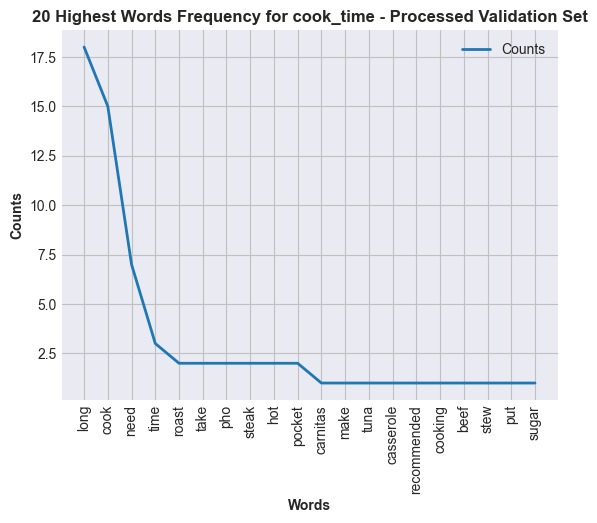 20 Highest Words Frequency for cook_time - Processed Validation Set
Counts
17.5
15.0
12.5
10.0
7.5
5.0
2.5
Counts
long
cook
need
time
roast
take
pho
steak
hot
pocket
carnitas
make
tuna
casserole
recommended
cooking
beef
stew
put
sugar
Words